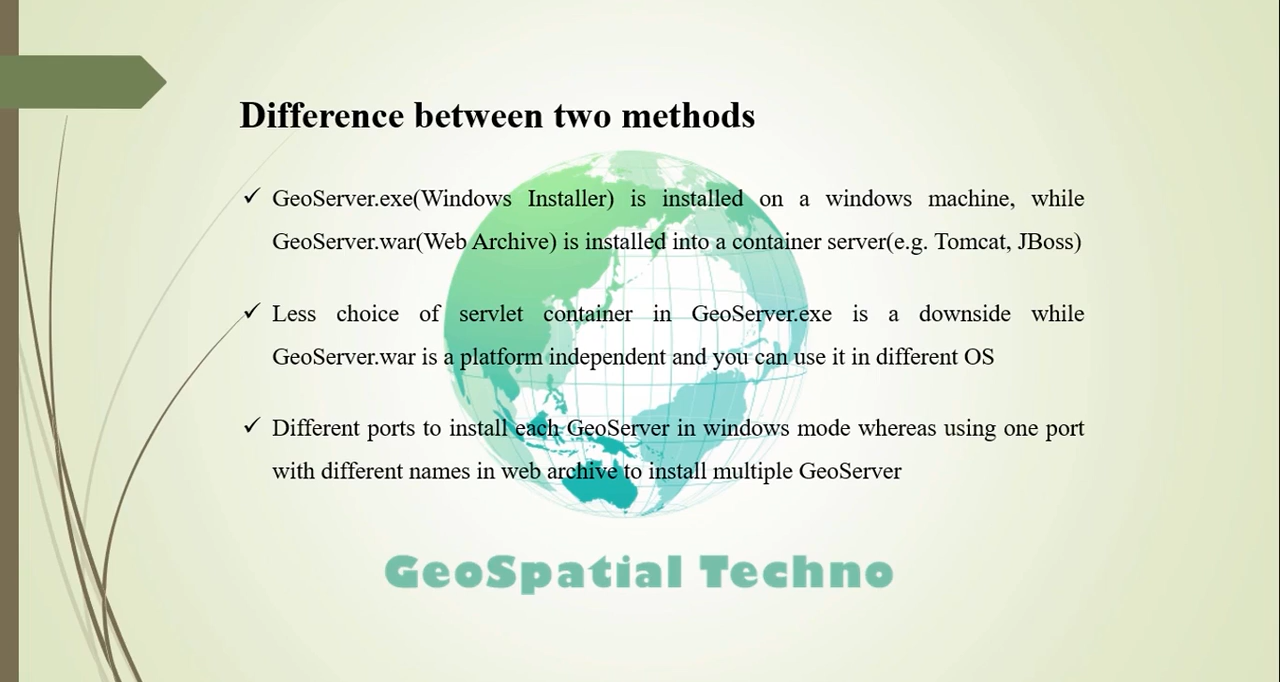 Difference between two methods
✓ GeoServer.exe(Windows Installer) is installed on a windows machine, while
GeoServer.war(Web Archive) is installed into a container server(e.g. Tomcat, JBoss)
✓ Less choice of servlet container in GeoServer.exe is a downside while
GeoServer.war is a platform independent and you can use it in different OS
✓ Different ports to install each GeoServer in windows mode whereas using one port
with different names in web archive to install multiple GeoServer
GeoSpatial Techno